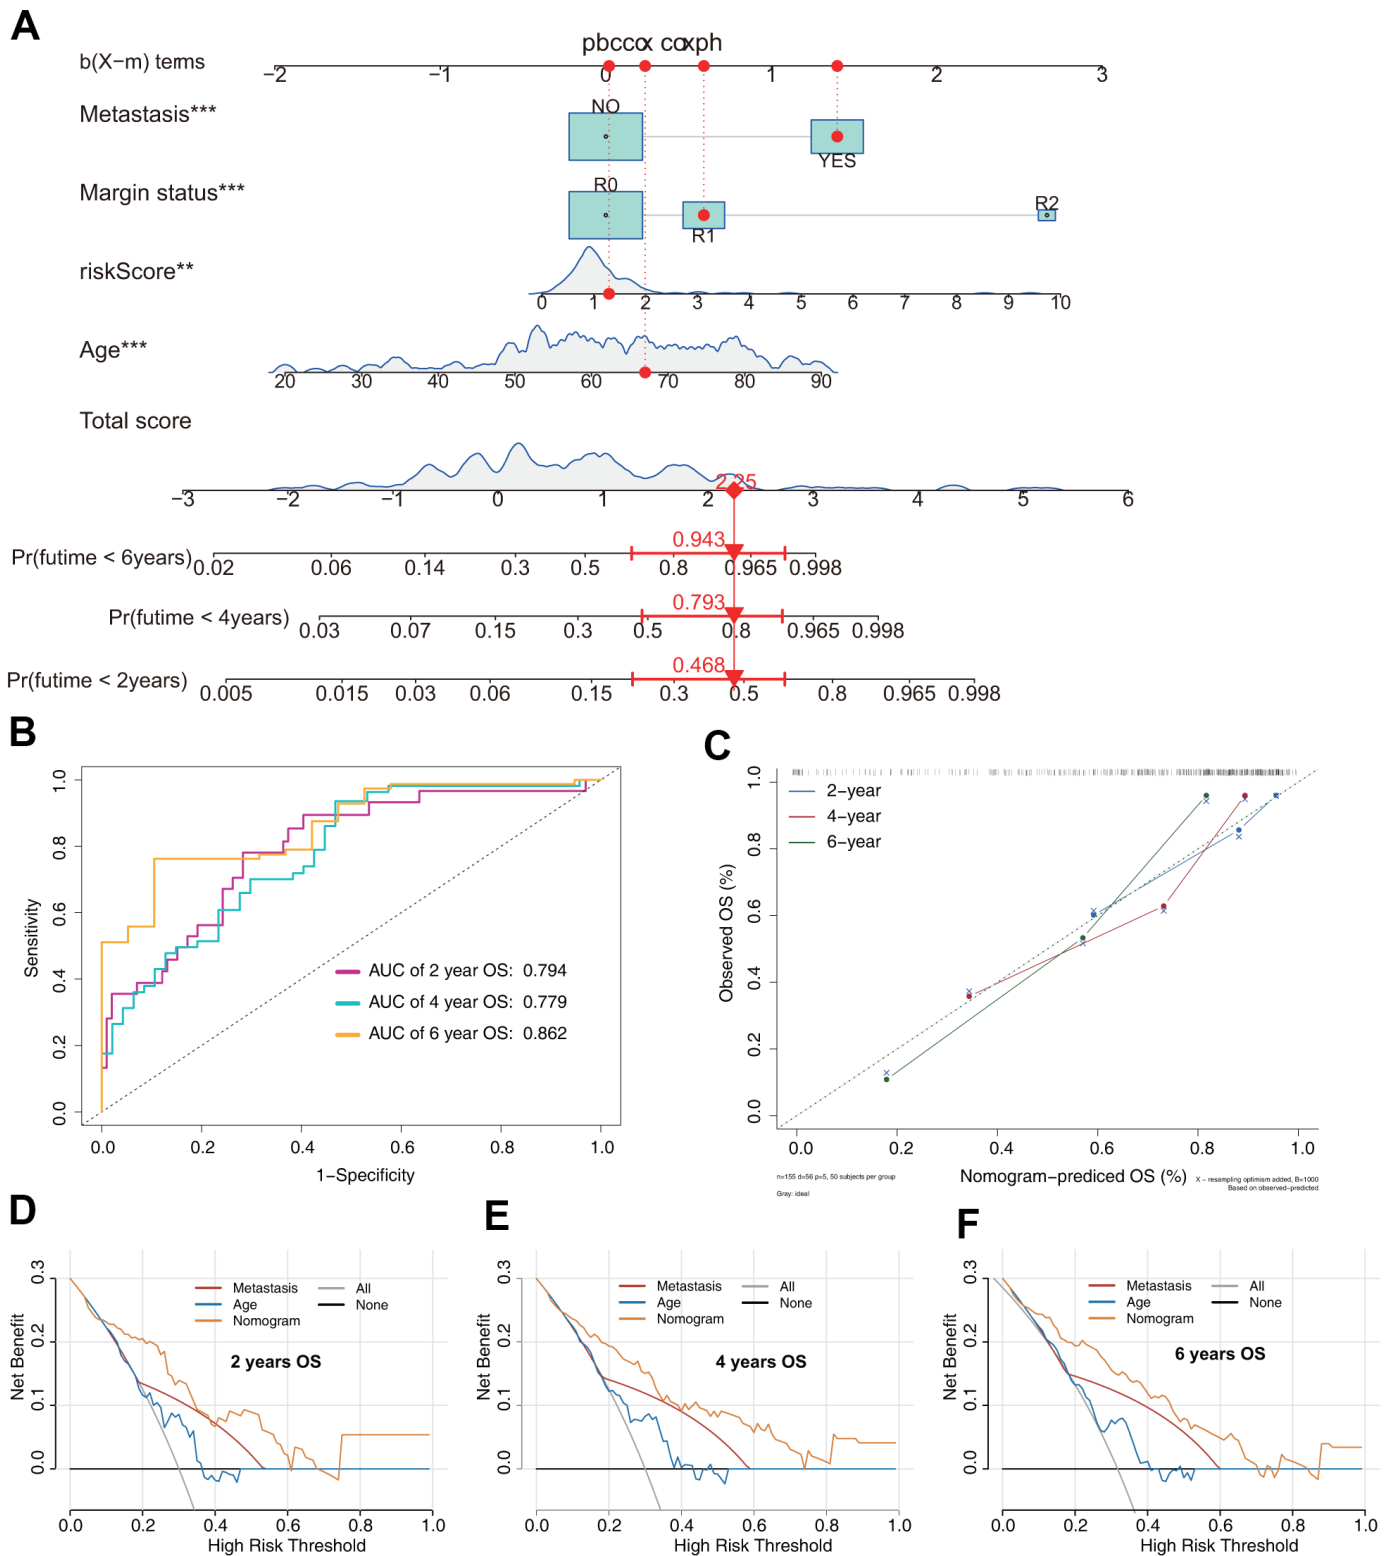 A
pbccox coxph
b(X−m) terms
−2 −1 0 1 2 3
Metastasis***
NO
YES
Margin status***
R0
R1
R2
riskScore**
0 1 2 3 4 5 6 7 8 9 10
Age***
20 30 40 50 60 70 80 90
Total score
2.25
−3 −2 −1 0 1 2 3 4 5 6
0.943
Pr(futime < 6years)
0.02 0.06 0.14 0.3 0.5 0.8 0.965 0.998
0.793
Pr(futime < 4years)
0.03 0.07 0.15 0.3 0.5 0.8 0.965 0.998
0.468
Pr(futime < 2years)
0.005 0.015 0.03 0.06 0.15 0.3 0.5 0.8 0.965 0.998
B
Sensitivity
1.0
0.8
0.6
0.4
0.2
0.0
AUC of 2 year OS: 0.794
AUC of 4 year OS: 0.779
AUC of 6 year OS: 0.862
0.0 0.2 0.4 0.6 0.8 1.0
1−Specificity
C
Observed OS (%)
1.0
0.8
0.6
0.4
0.2
0.0
2−year
4−year
6−year
0.0 0.2 0.4 0.6 0.8 1.0
Nomogram−prediced OS (%)
n=155 d=56 p=5, 50 subjects per group
Gray: ideal
X − resampling optimism added, B=1000
Based on observed−predicted
D
Net Benefit
0.3
0.2
0.1
0.0
Metastasis
Age
Nomogram
All
None
2 years OS
0.0 0.2 0.4 0.6 0.8 1.0
High Risk Threshold
E
Net Benefit
0.3
0.2
0.1
0.0
Metastasis
Age
Nomogram
All
None
4 years OS
0.0 0.2 0.4 0.6 0.8 1.0
High Risk Threshold
F
Net Benefit
0.3
0.2
0.1
0.0
Metastasis
Age
Nomogram
All
None
6 years OS
0.0 0.2 0.4 0.6 0.8 1.0
High Risk Threshold